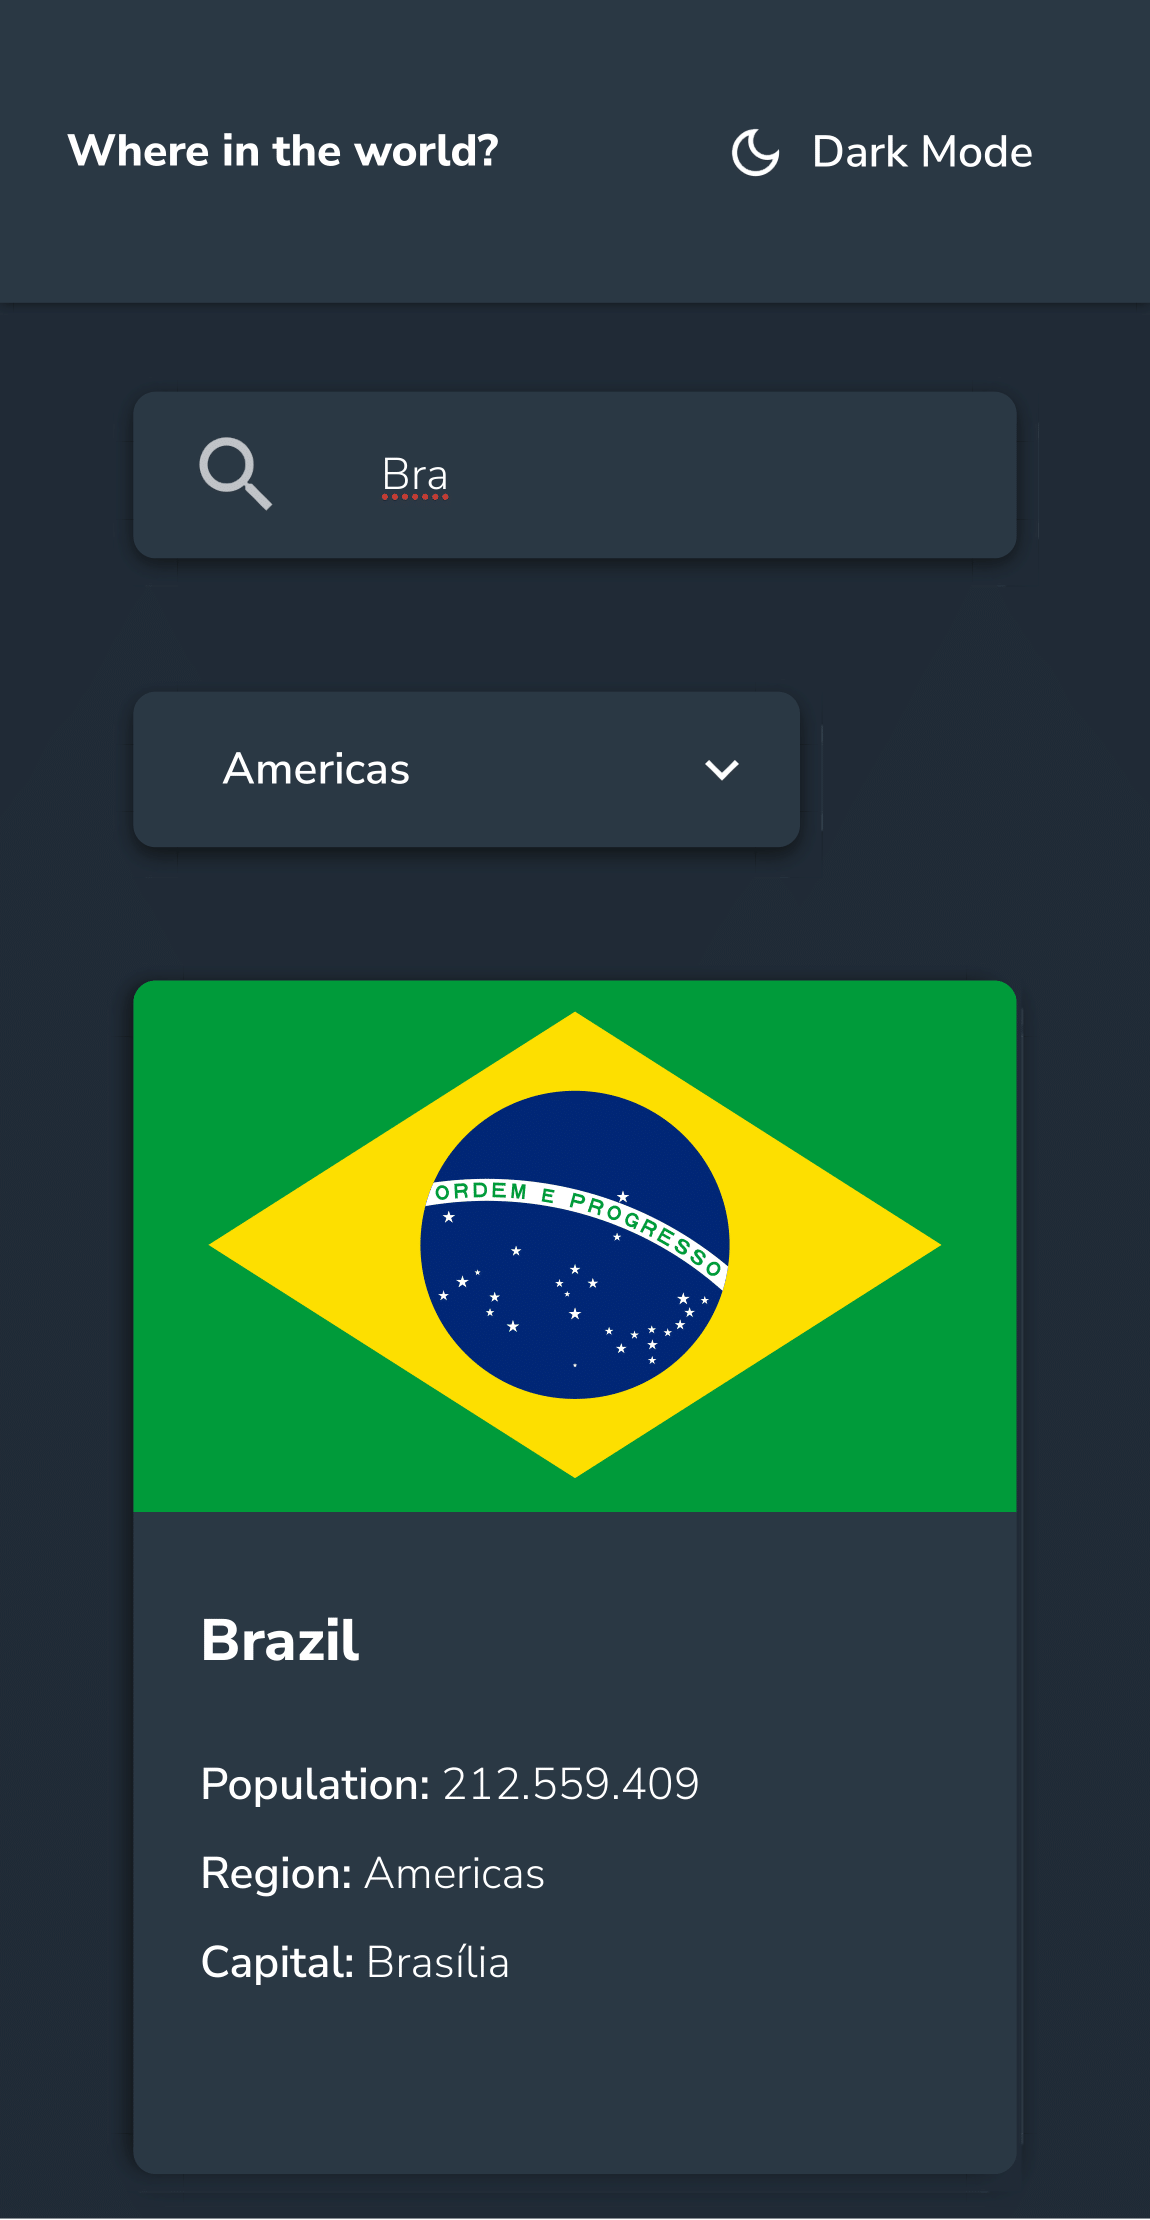 Where in the world?
Dark Mode
Bra
Americas
ORDEM E PROGRESSO
Brazil
Population: 212.559.409
Region: Americas
Capital: Brasília